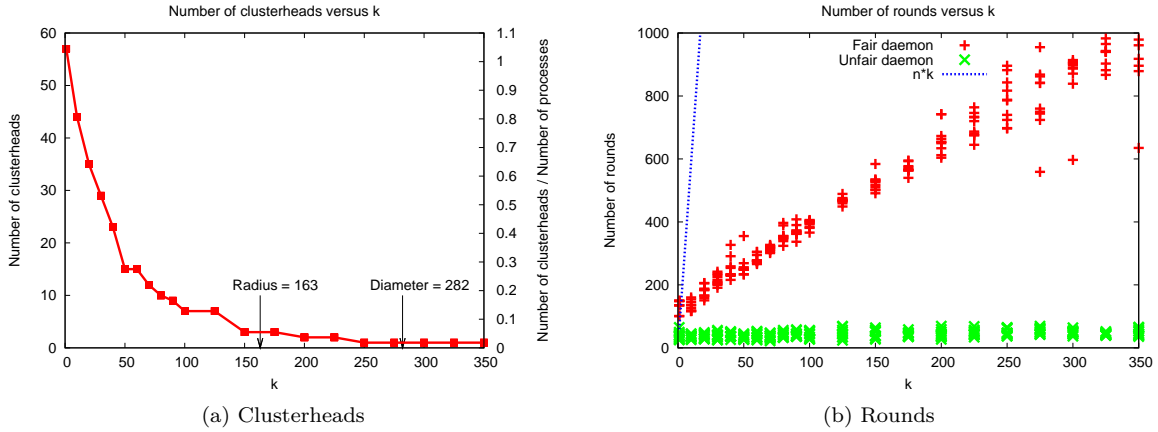 Number of clusterheads versus k
60
50
40
30
20
10
0
Number of clusterheads
1.1
1
0.9
0.8
0.7
0.6
0.5
0.4
0.3
0.2
0.1
0
Number of clusterheads / Number of processes
Radius = 163
Diameter = 282
0 50 100 150 200 250 300 350
k
(a) Clusterheads
Number of rounds versus k
1000
800
600
400
200
0
Number of rounds
Fair daemon
Unfair daemon
n*k
0 50 100 150 200 250 300 350
k
(b) Rounds